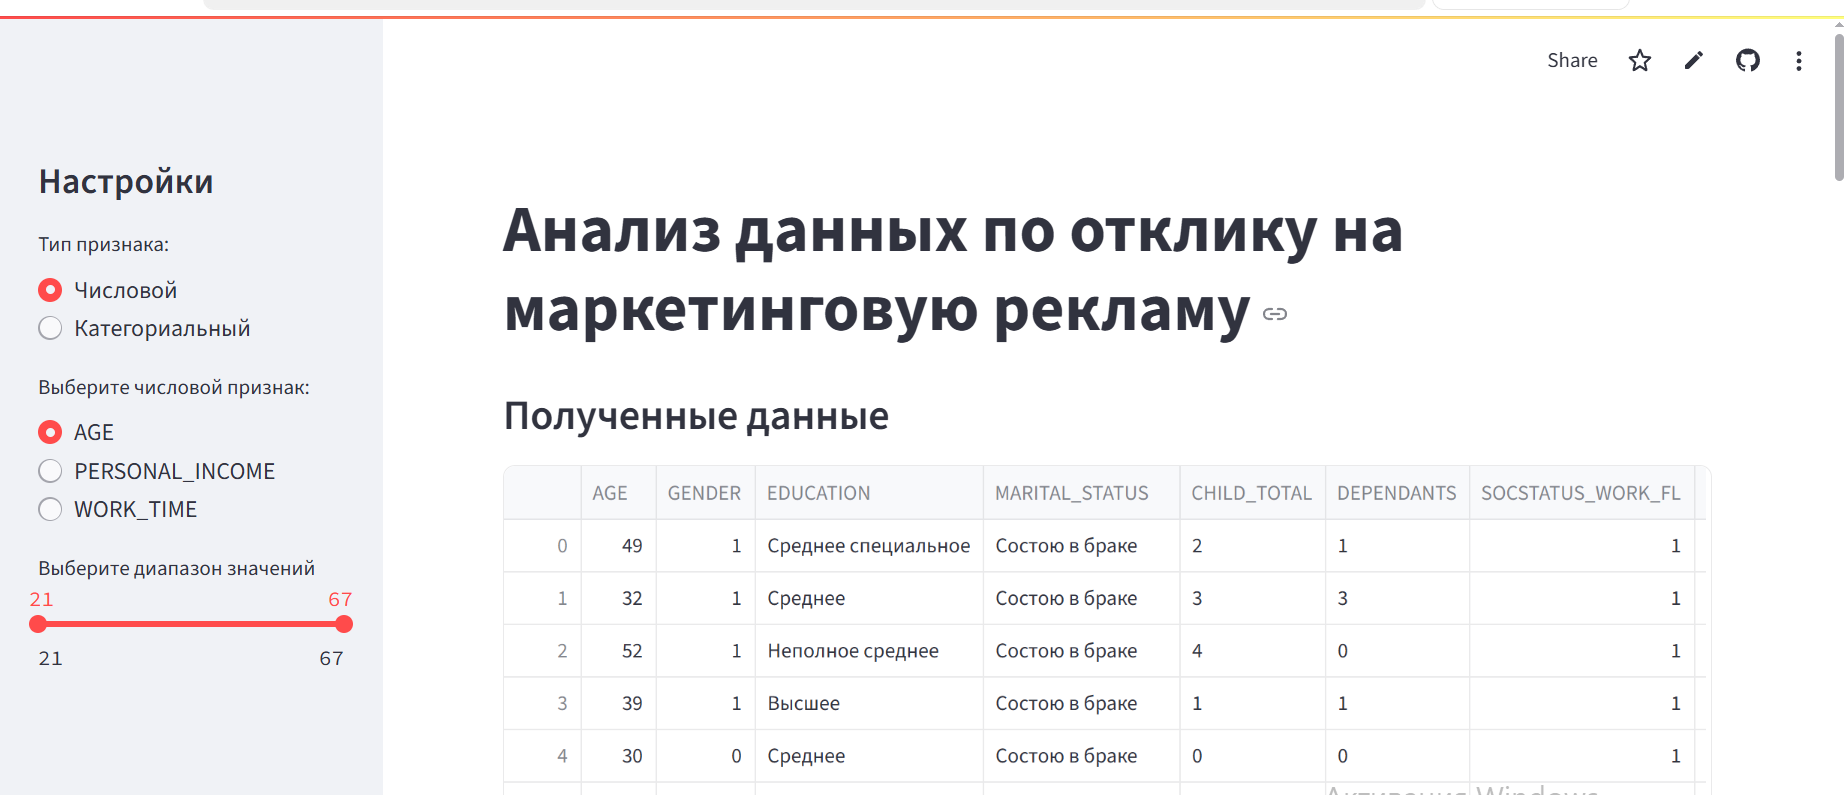 Share
Настройки
Тип признака:
Числовой
Категориальный
Выберите числовой признак:
AGE
PERSONAL_INCOME
WORK_TIME
Выберите диапазон значений
21 67
21 67
Анализ данных по отклику на
маркетинговую рекламу
Полученные данные
AGE GENDER EDUCATION MARITAL_STATUS CHILD_TOTAL DEPENDANTS SOCSTATUS_WORK_FL
0 49 1 Среднее специальное Состою в браке 2 1 1
1 32 1 Среднее Состою в браке 3 3 1
2 52 1 Неполное среднее Состою в браке 4 0 1
3 39 1 Высшее Состою в браке 1 1 1
4 30 0 Среднее Состою в браке 0 0 1
Активация Windows